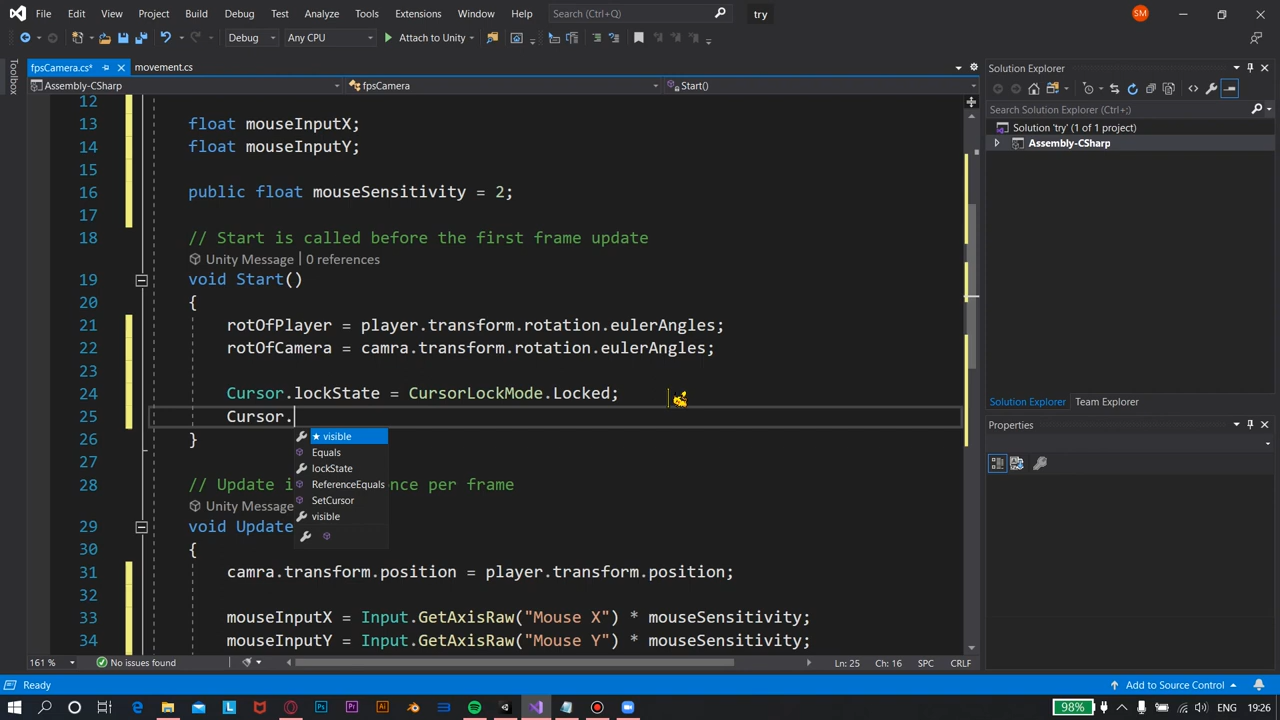 File Edit View Project Build Debug Test Analyze Tools Extensions Window Help Search (Ctrl+Q) try SM
Debug Any CPU Attach to Unity
Toolbox
fpsCamera.cs* movement.cs
Assembly-CSharp fpsCamera Start()
12
13 float mouseInputX;
14 float mouseInputY;
15
16 public float mouseSensitivity = 2;
17
18 // Start is called before the first frame update
Unity Message | 0 references
19 void Start()
20 {
21 rotOfPlayer = player.transform.rotation.eulerAngles;
22 rotOfCamera = camra.transform.rotation.eulerAngles;
23
24 Cursor.lockState = CursorLockMode.Locked;
25 Cursor.
★ visible
26 }
Equals
27
lockState
28 // Update i nce per frame
ReferenceEquals
Unity Message
SetCursor
visible
29 void Update
30 {
31 camra.transform.position = player.transform.position;
32
33 mouseInputX = Input.GetAxisRaw("Mouse X") * mouseSensitivity;
34 mouseInputY = Input.GetAxisRaw("Mouse Y") * mouseSensitivity;
161 % No issues found Ln: 25 Ch: 16 SPC CRLF
Solution Explorer
Search Solution Explorer (Ctrl+;)
Solution 'try' (1 of 1 project)
Assembly-CSharp
Solution Explorer Team Explorer
Properties
Ready Add to Source Control
98% ENG 19:26